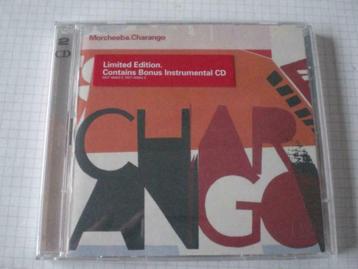 Morcheeba.Charango
2
CD
Limited Edition.
Contains Bonus Instrumental CD
CHAR
ANGO